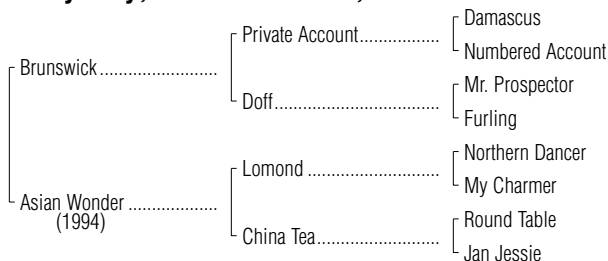 Damascus
Private Account
Numbered Account
Brunswick
Mr. Prospector
Doff
Furling
Northern Dancer
Lomond
My Charmer
Asian Wonder
(1994)
Round Table
China Tea
Jan Jessie